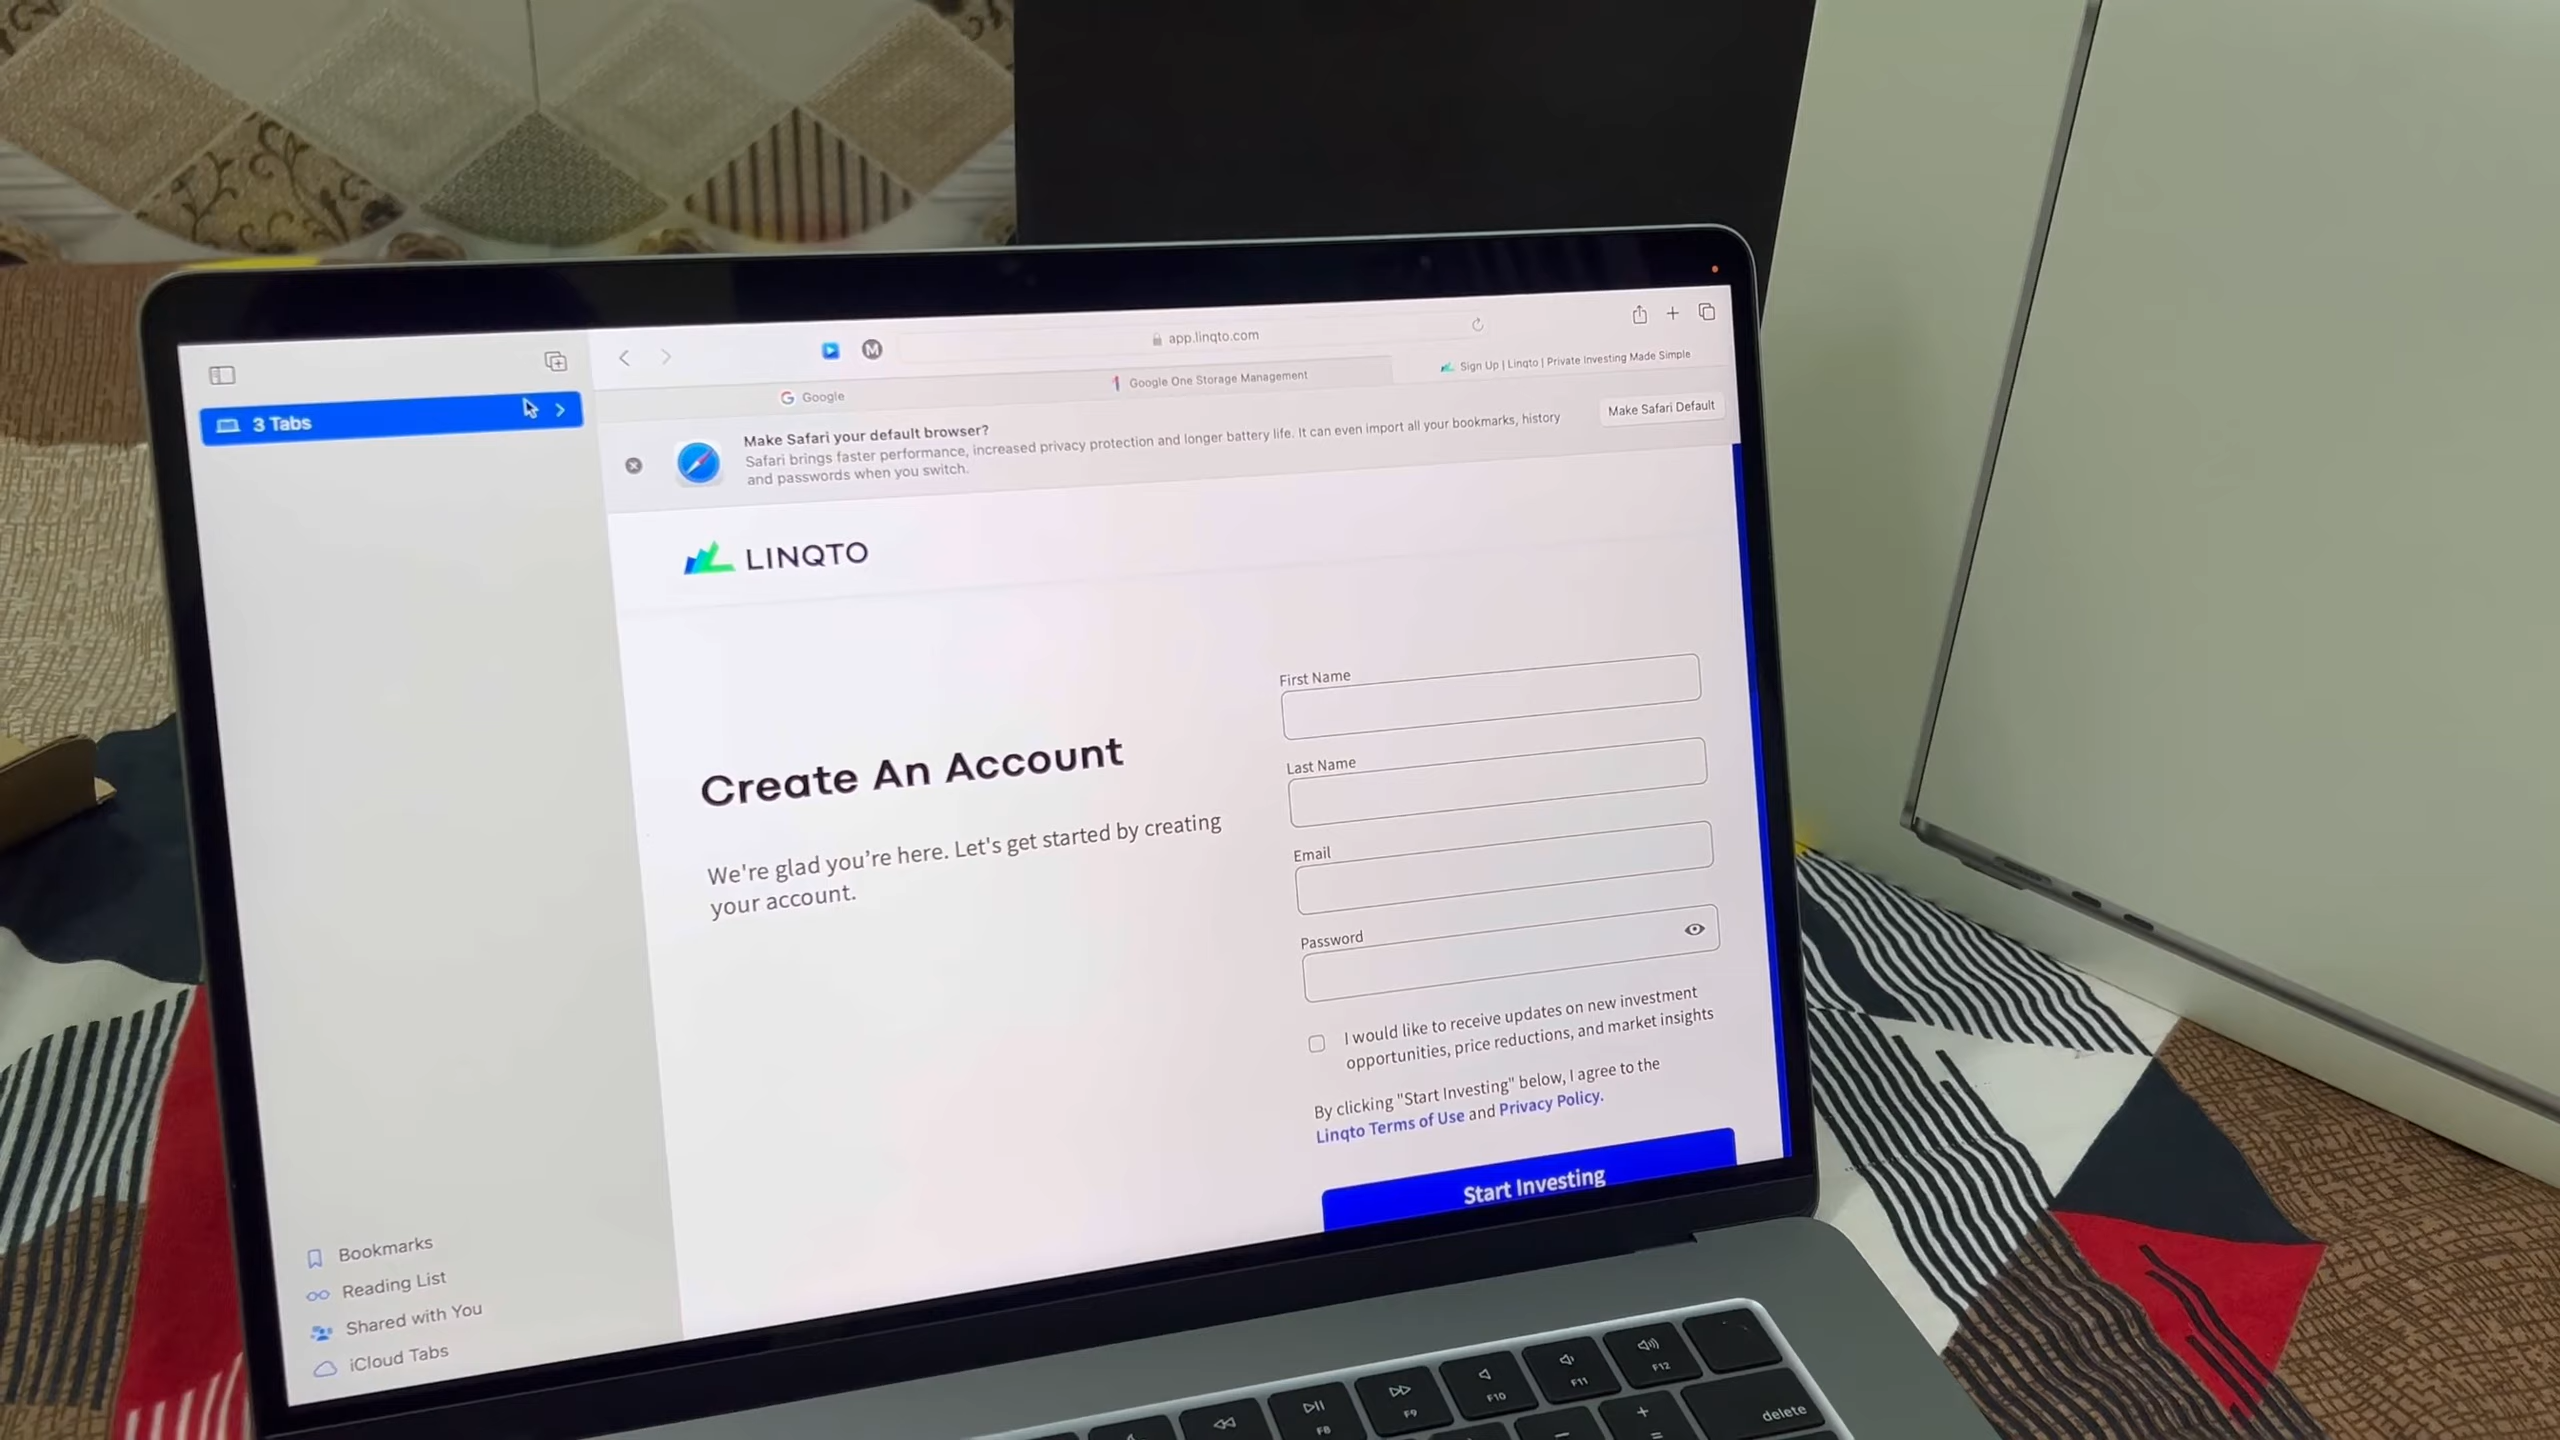 app.linqto.com
Google
Google One Storage Management
Sign Up | Linqto | Private Investing Made Simple
3 Tabs
Make Safari your default browser?
Safari brings faster performance, increased privacy protection and longer battery life. It can even import all your bookmarks, history
and passwords when you switch.
Make Safari Default
LINQTO
Create An Account
We're glad you’re here. Let's get started by creating
your account.
First Name
Last Name
Email
Password
I would like to receive updates on new investment
opportunities, price reductions, and market insights
By clicking "Start Investing" below, I agree to the
Linqto Terms of Use and Privacy Policy.
Start Investing
Bookmarks
Reading List
Shared with You
iCloud Tabs
M
F8
F9
F10
F11
F12
+
=
delete